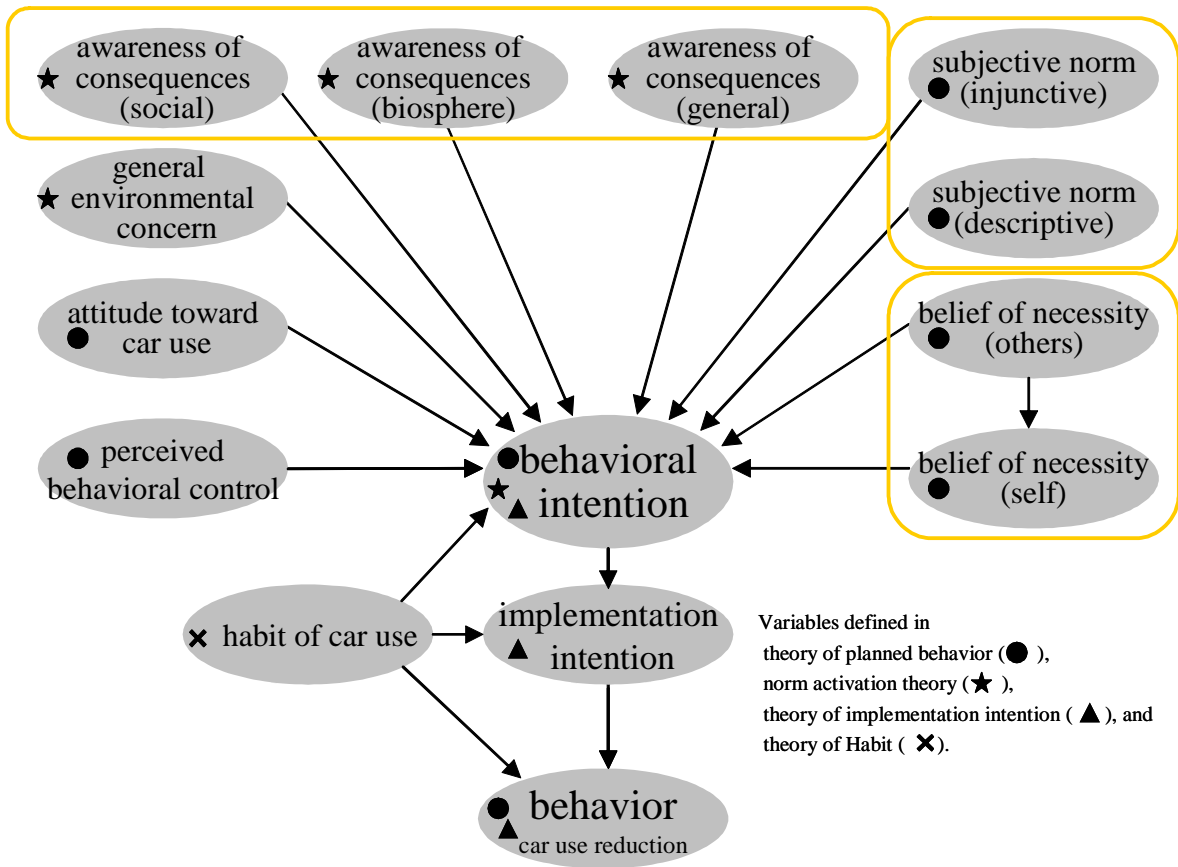 awareness of
consequences
(social)
awareness of
consequences
(biosphere)
awareness of
consequences
(general)
subjective norm
(injunctive)
general
environmental
concern
subjective norm
(descriptive)
attitude toward
car use
belief of necessity
(others)
perceived
behavioral control
behavioral
intention
belief of necessity
(self)
habit of car use
implementation
intention
Variables defined in
theory of planned behavior (● ),
norm activation theory (★ ),
theory of implementation intention ( ▲ ), and
theory of Habit ( ✖ ).
behavior
car use reduction